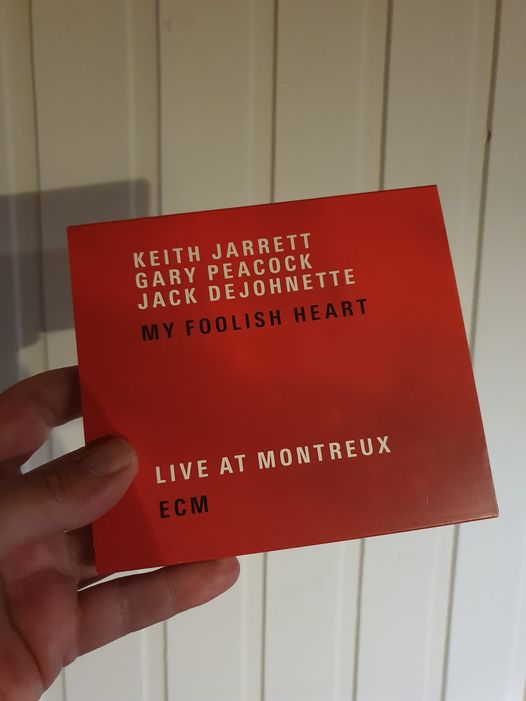 KEITH JARRETT
GARY PEACOCK
JACK DEJOHNETTE
MY FOOLISH HEART
LIVE AT MONTREUX
ECM